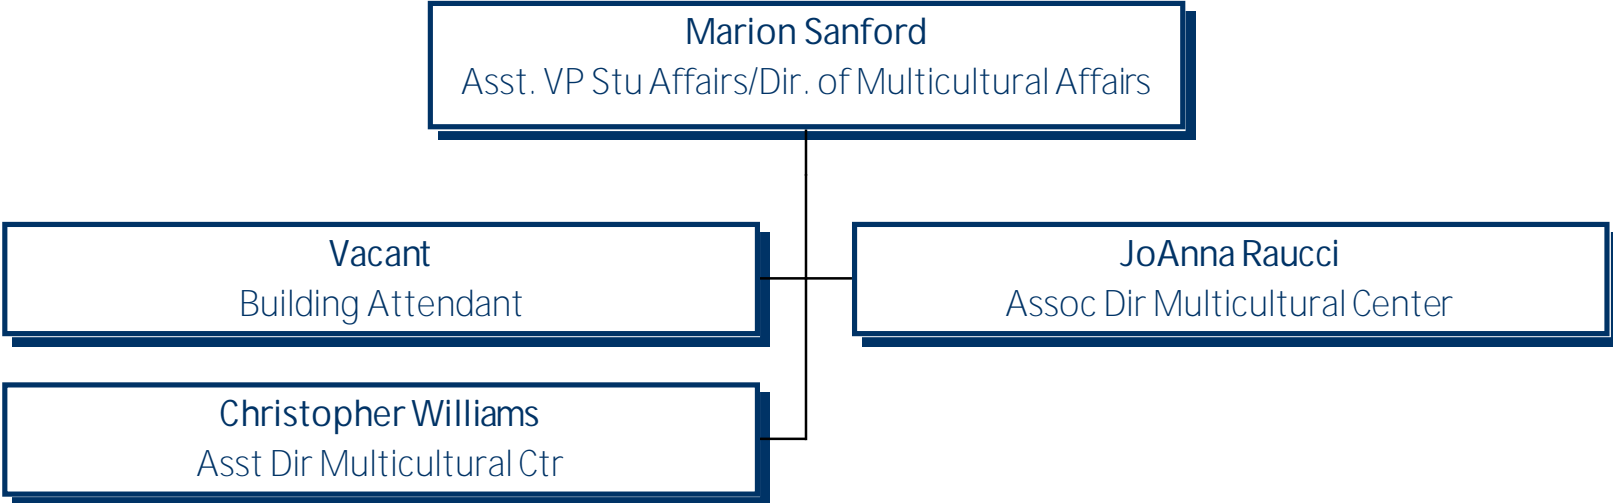 Marion Sanford
Asst. VP Stu Affairs/Dir. of Multicultural Affairs
Vacant
Building Attendant
JoAnna Raucci
Assoc Dir Multicultural Center
Christopher Williams
Asst Dir Multicultural Ctr